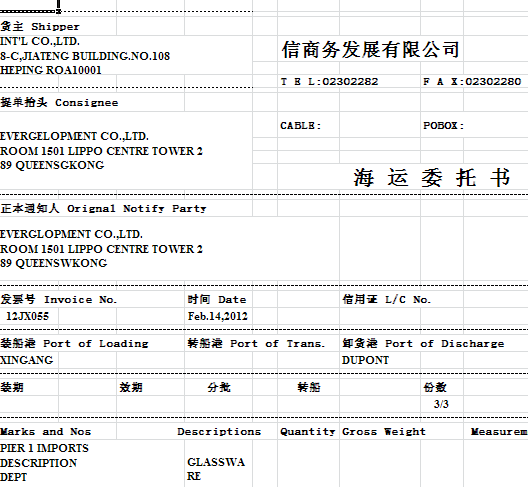 货主 Shipper
INT'L CO.,LTD.
8-C,JIATENG BUILDING.NO.108
HEPING ROA10001
信商务发展有限公司
T E L:02302282 F A X:02302280
提单抬头 Consignee
CABLE: POBOX:
EVERGELOPMENT CO.,LTD.
ROOM 1501 LIPPO CENTRE TOWER 2
89 QUEENSGKONG
海 运 委 托 书
正本通知人 Orignal Notify Party
EVERGLOPMENT CO.,LTD.
ROOM 1501 LIPPO CENTRE TOWER 2
89 QUEENSWKONG
发票号 Invoice No. 时间 Date 信用证 L/C No.
12JX055 Feb.14,2012
装船港 Port of Loading 转船港 Port of Trans. 卸货港 Port of Discharge
XINGANG DUPONT
装期 效期 分批 转船 份数
3/3
Marks and Nos Descriptions Quantity Gross Weight Measurem
PIER 1 IMPORTS
DESCRIPTION GLASSWA
DEPT RE